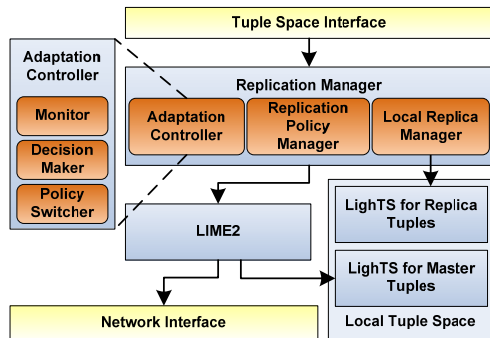 Tuple Space Interface
Adaptation
Controller
Monitor
Decision
Maker
Policy
Switcher
Replication Manager
Adaptation
Controller
Replication
Policy
Manager
Local Replica
Manager
LIME2
LighTS for Replica
Tuples
LighTS for Master
Tuples
Local Tuple Space
Network Interface